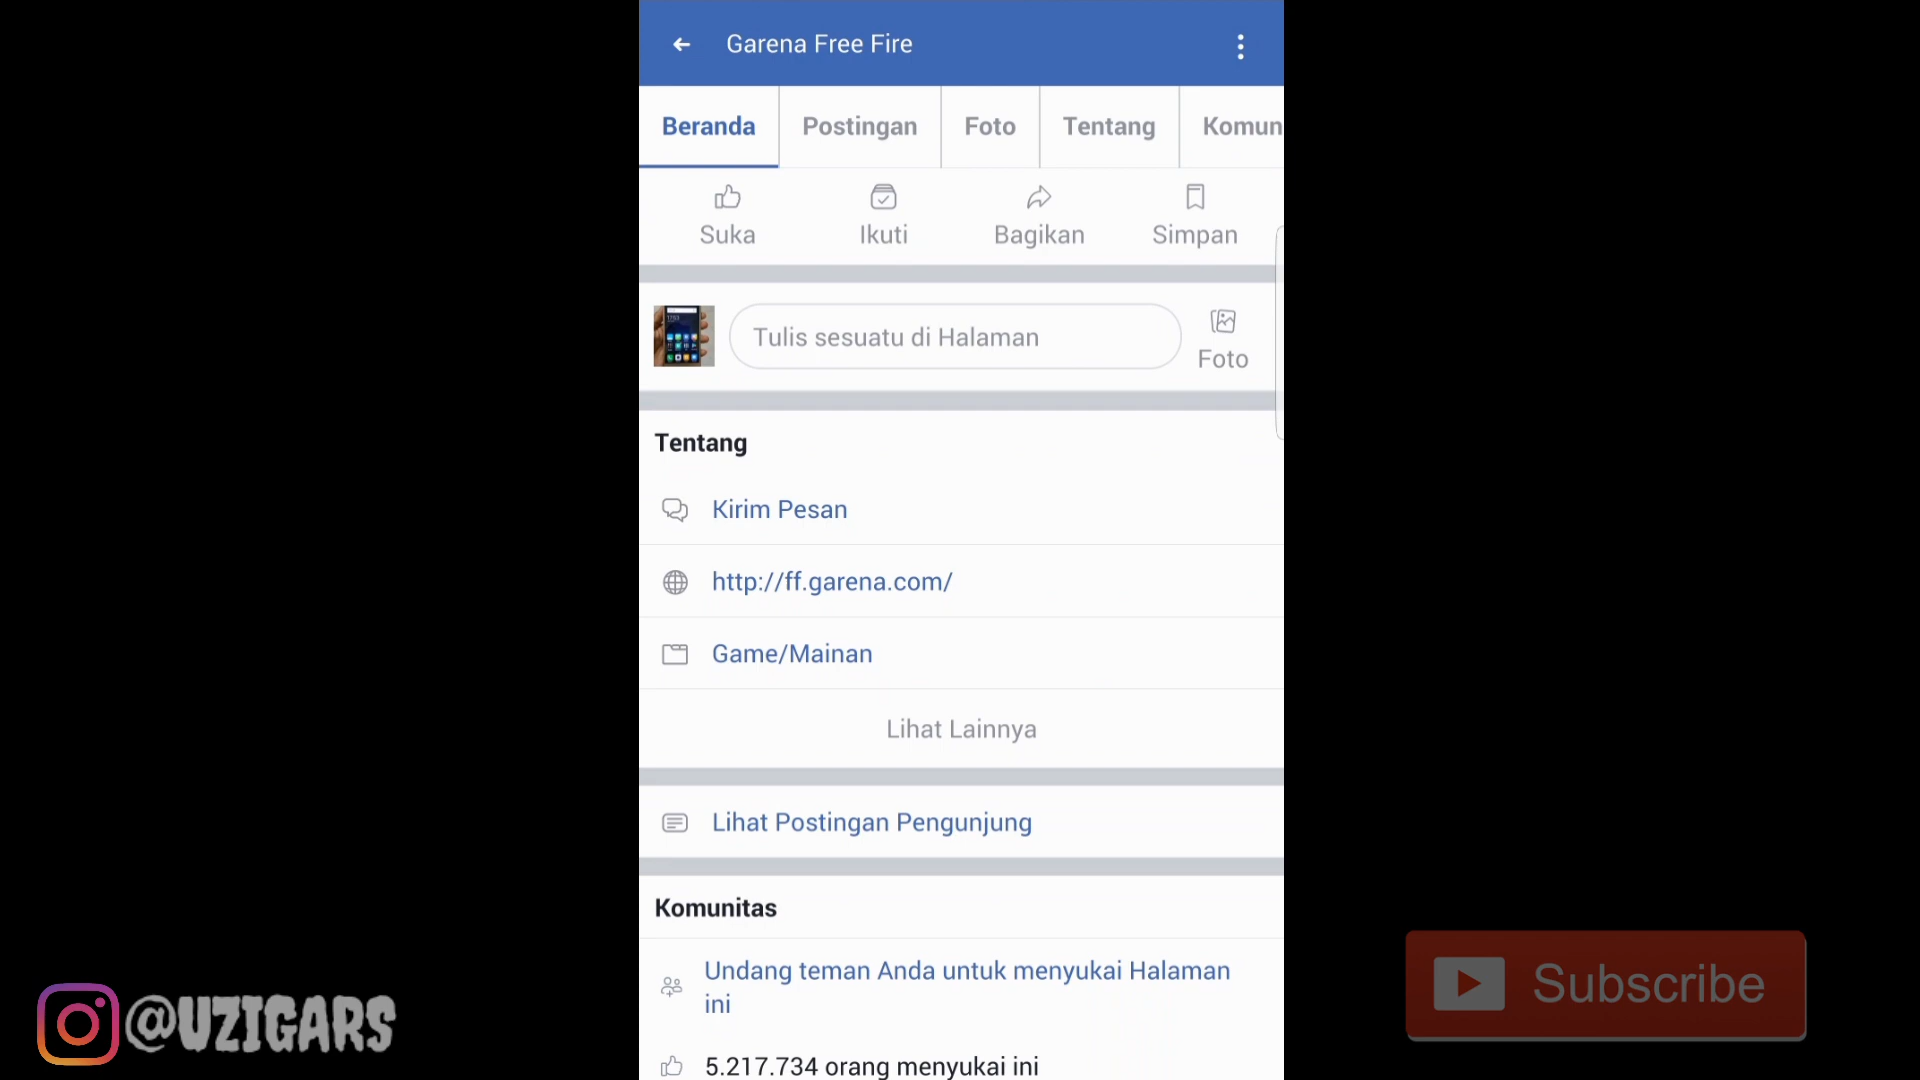 Garena Free Fire
Beranda
Postingan
Foto
Tentang
Komun
Suka
Ikuti
Bagikan
Simpan
Tulis sesuatu di Halaman
Foto
Tentang
Kirim Pesan
http://ff.garena.com/
Game/Mainan
Lihat Lainnya
Lihat Postingan Pengunjung
Komunitas
Undang teman Anda untuk menyukai Halaman
ini
5.217.734 orang menyukai ini
@UZIGARS
Subscribe